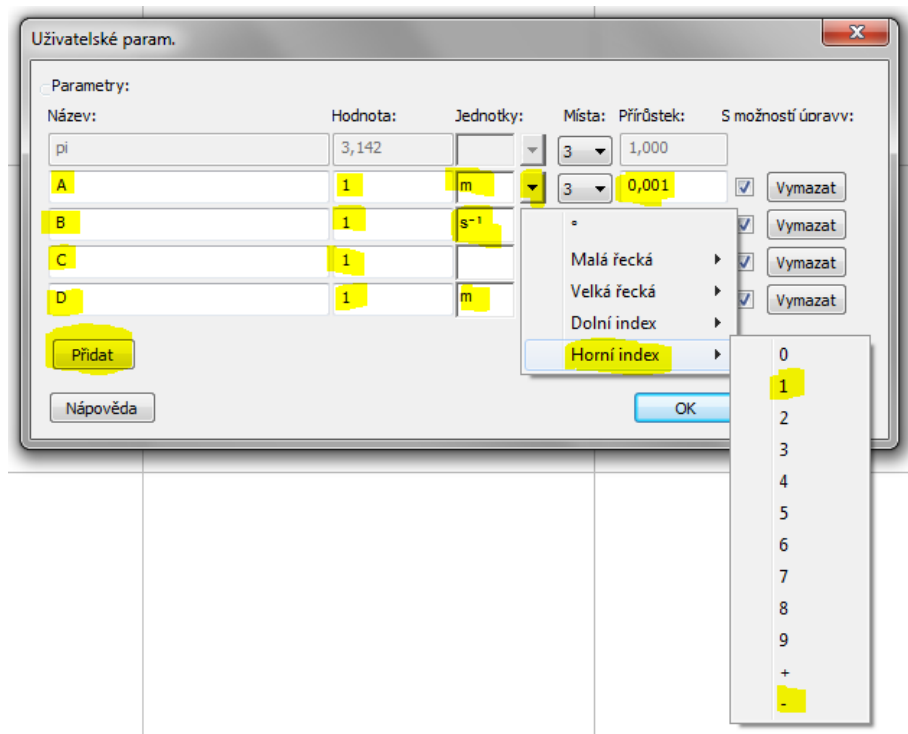 Uživatelské param.
x
Parametry:
Název: Hodnota: Jednotky: Místa: Přírůstek: S možností úpravy:
pi 3,142 3 1,000
A 1 m 3 0,001 Vymazat
B 1 s⁻¹ Vymazat
C 1 Vymazat
D 1 m Vymazat
°
Malá řecká
Velká řecká
Dolní index
Horní index
Přidat
Nápověda OK
0
1
2
3
4
5
6
7
8
9
+
-